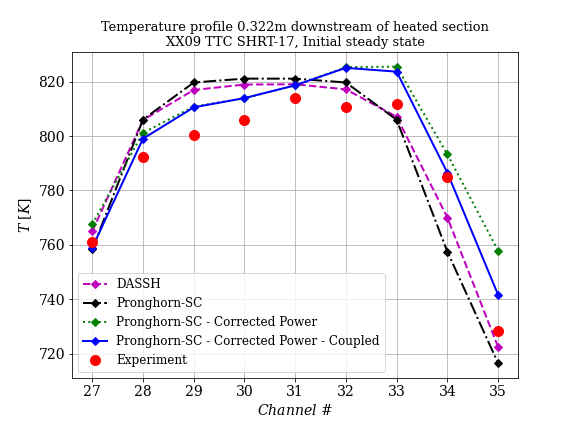 Temperature profile 0.322m downstream of heated section
XX09 TTC SHRT-17, Initial steady state
T [K]
820
800
780
760
740
720
DASSH
Pronghorn-SC
Pronghorn-SC - Corrected Power
Pronghorn-SC - Corrected Power - Coupled
Experiment
27 28 29 30 31 32 33 34 35
Channel #